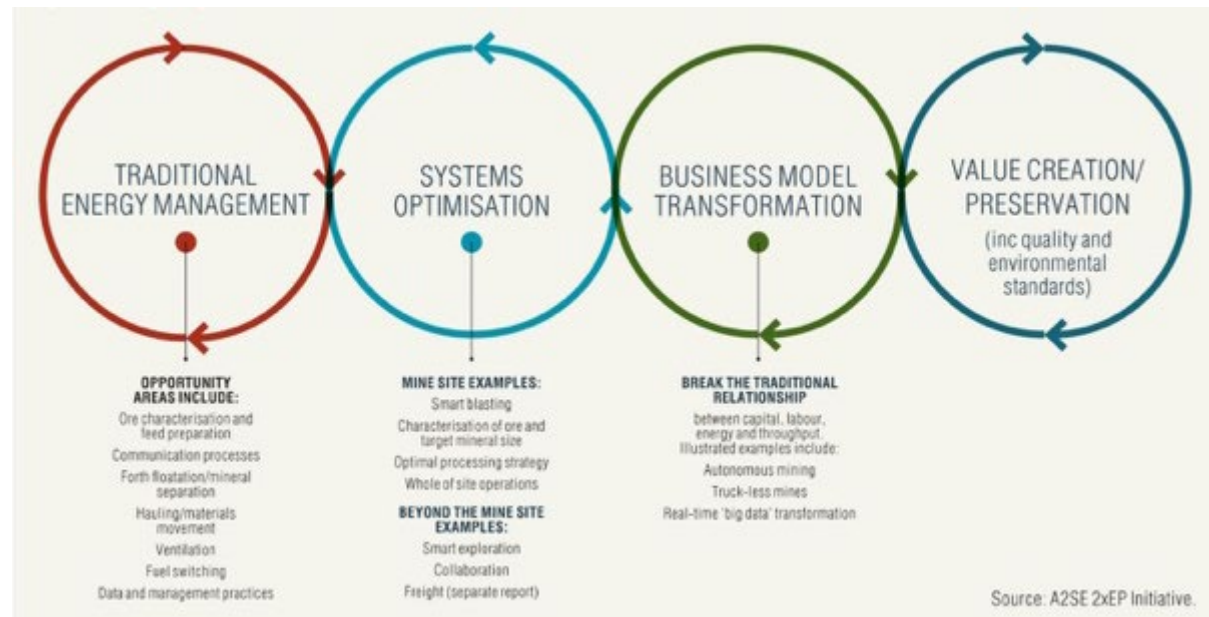 TRADITIONAL
ENERGY MANAGEMENT
SYSTEMS
OPTIMISATION
BUSINESS MODEL
TRANSFORMATION
VALUE CREATION/
PRESERVATION
(inc quality and
environmental
standards)
OPPORTUNITY
AREAS INCLUDE:
Ore characterisation and
feed preparation
Communication processes
Forth floatation/mineral
separation
Hauling/materials
movement
Ventilation
Fuel switching
Data and management practices
MINE SITE EXAMPLES:
Smart blasting
Characterisation of ore and
target mineral size
Optimal processing strategy
Whole of site operations
BEYOND THE MINE SITE
EXAMPLES:
Smart exploration
Collaboration
Freight (separate report)
BREAK THE TRADITIONAL
RELATIONSHIP
between capital, labour,
energy and throughput.
Illustrated examples include:
Autonomous mining
Truck-less mines
Real-time 'big data' transformation
Source: A2SE 2xEP Initiative.